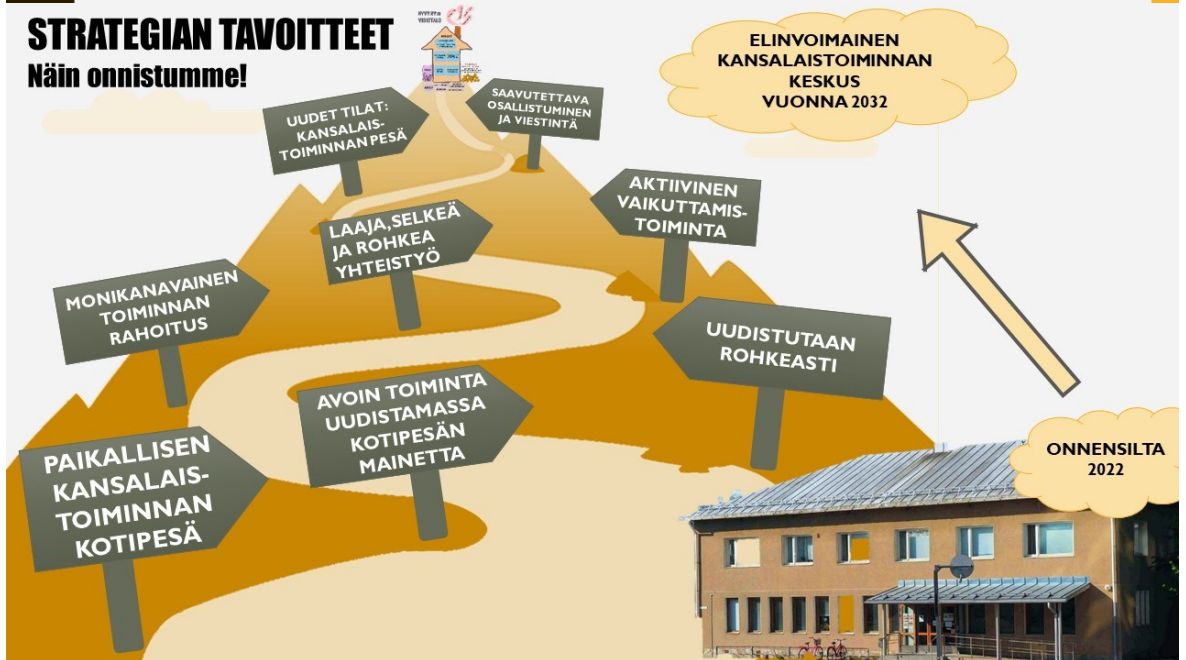 STRATEGIAN TAVOITTEET
Näin onnistumme!
ELINVOIMAINEN
KANSALAISTOIMINNAN
KESKUS
VUONNA 2032
UUDET TILAT:
KANSALAIS-
TOIMINNAN PESÄ
SAAVUTETTAVA
OSALLISTUMINEN
JA VIESTINTÄ
AKTIIVINEN
VAIKUTTAMIS-
TOIMINTA
LAAJA, SELKEÄ
JA ROHKEA
YHTEISTYÖ
MONIKANAVAINEN
TOIMINNAN
RAHOITUS
UUDISTUTAAN
ROHKEASTI
AVOIN TOIMINTA
UUDISTAMASSA
KOTIPESÄN
MAINETTA
PAIKALLISEN
KANSALAIS-
TOIMINNAN
KOTIPESÄ
ONNENSILTA
2022